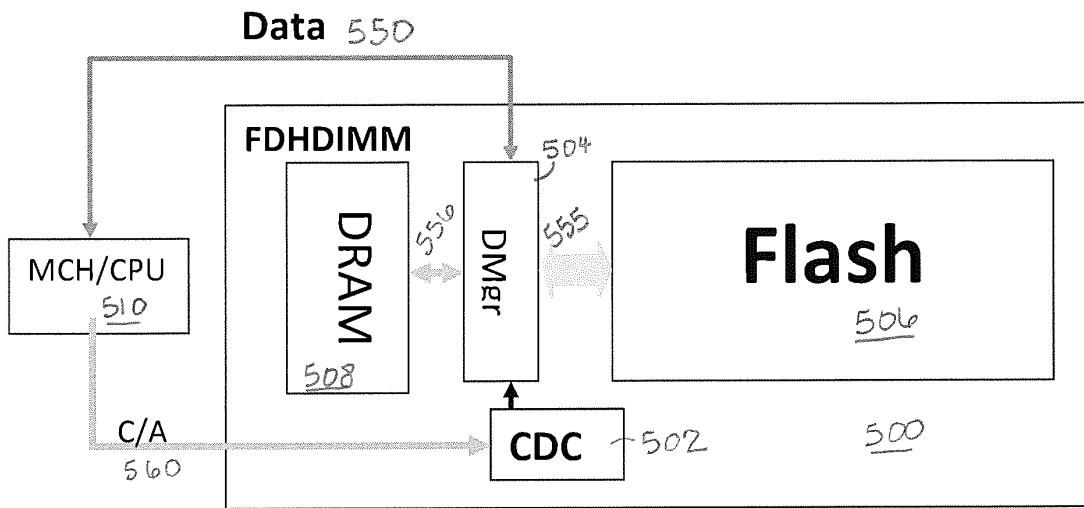 Data 550
FDHDIMM
504
DRAM
508
556
DMgr
555
Flash
506
MCH/CPU
510
C/A
560
CDC
502
500